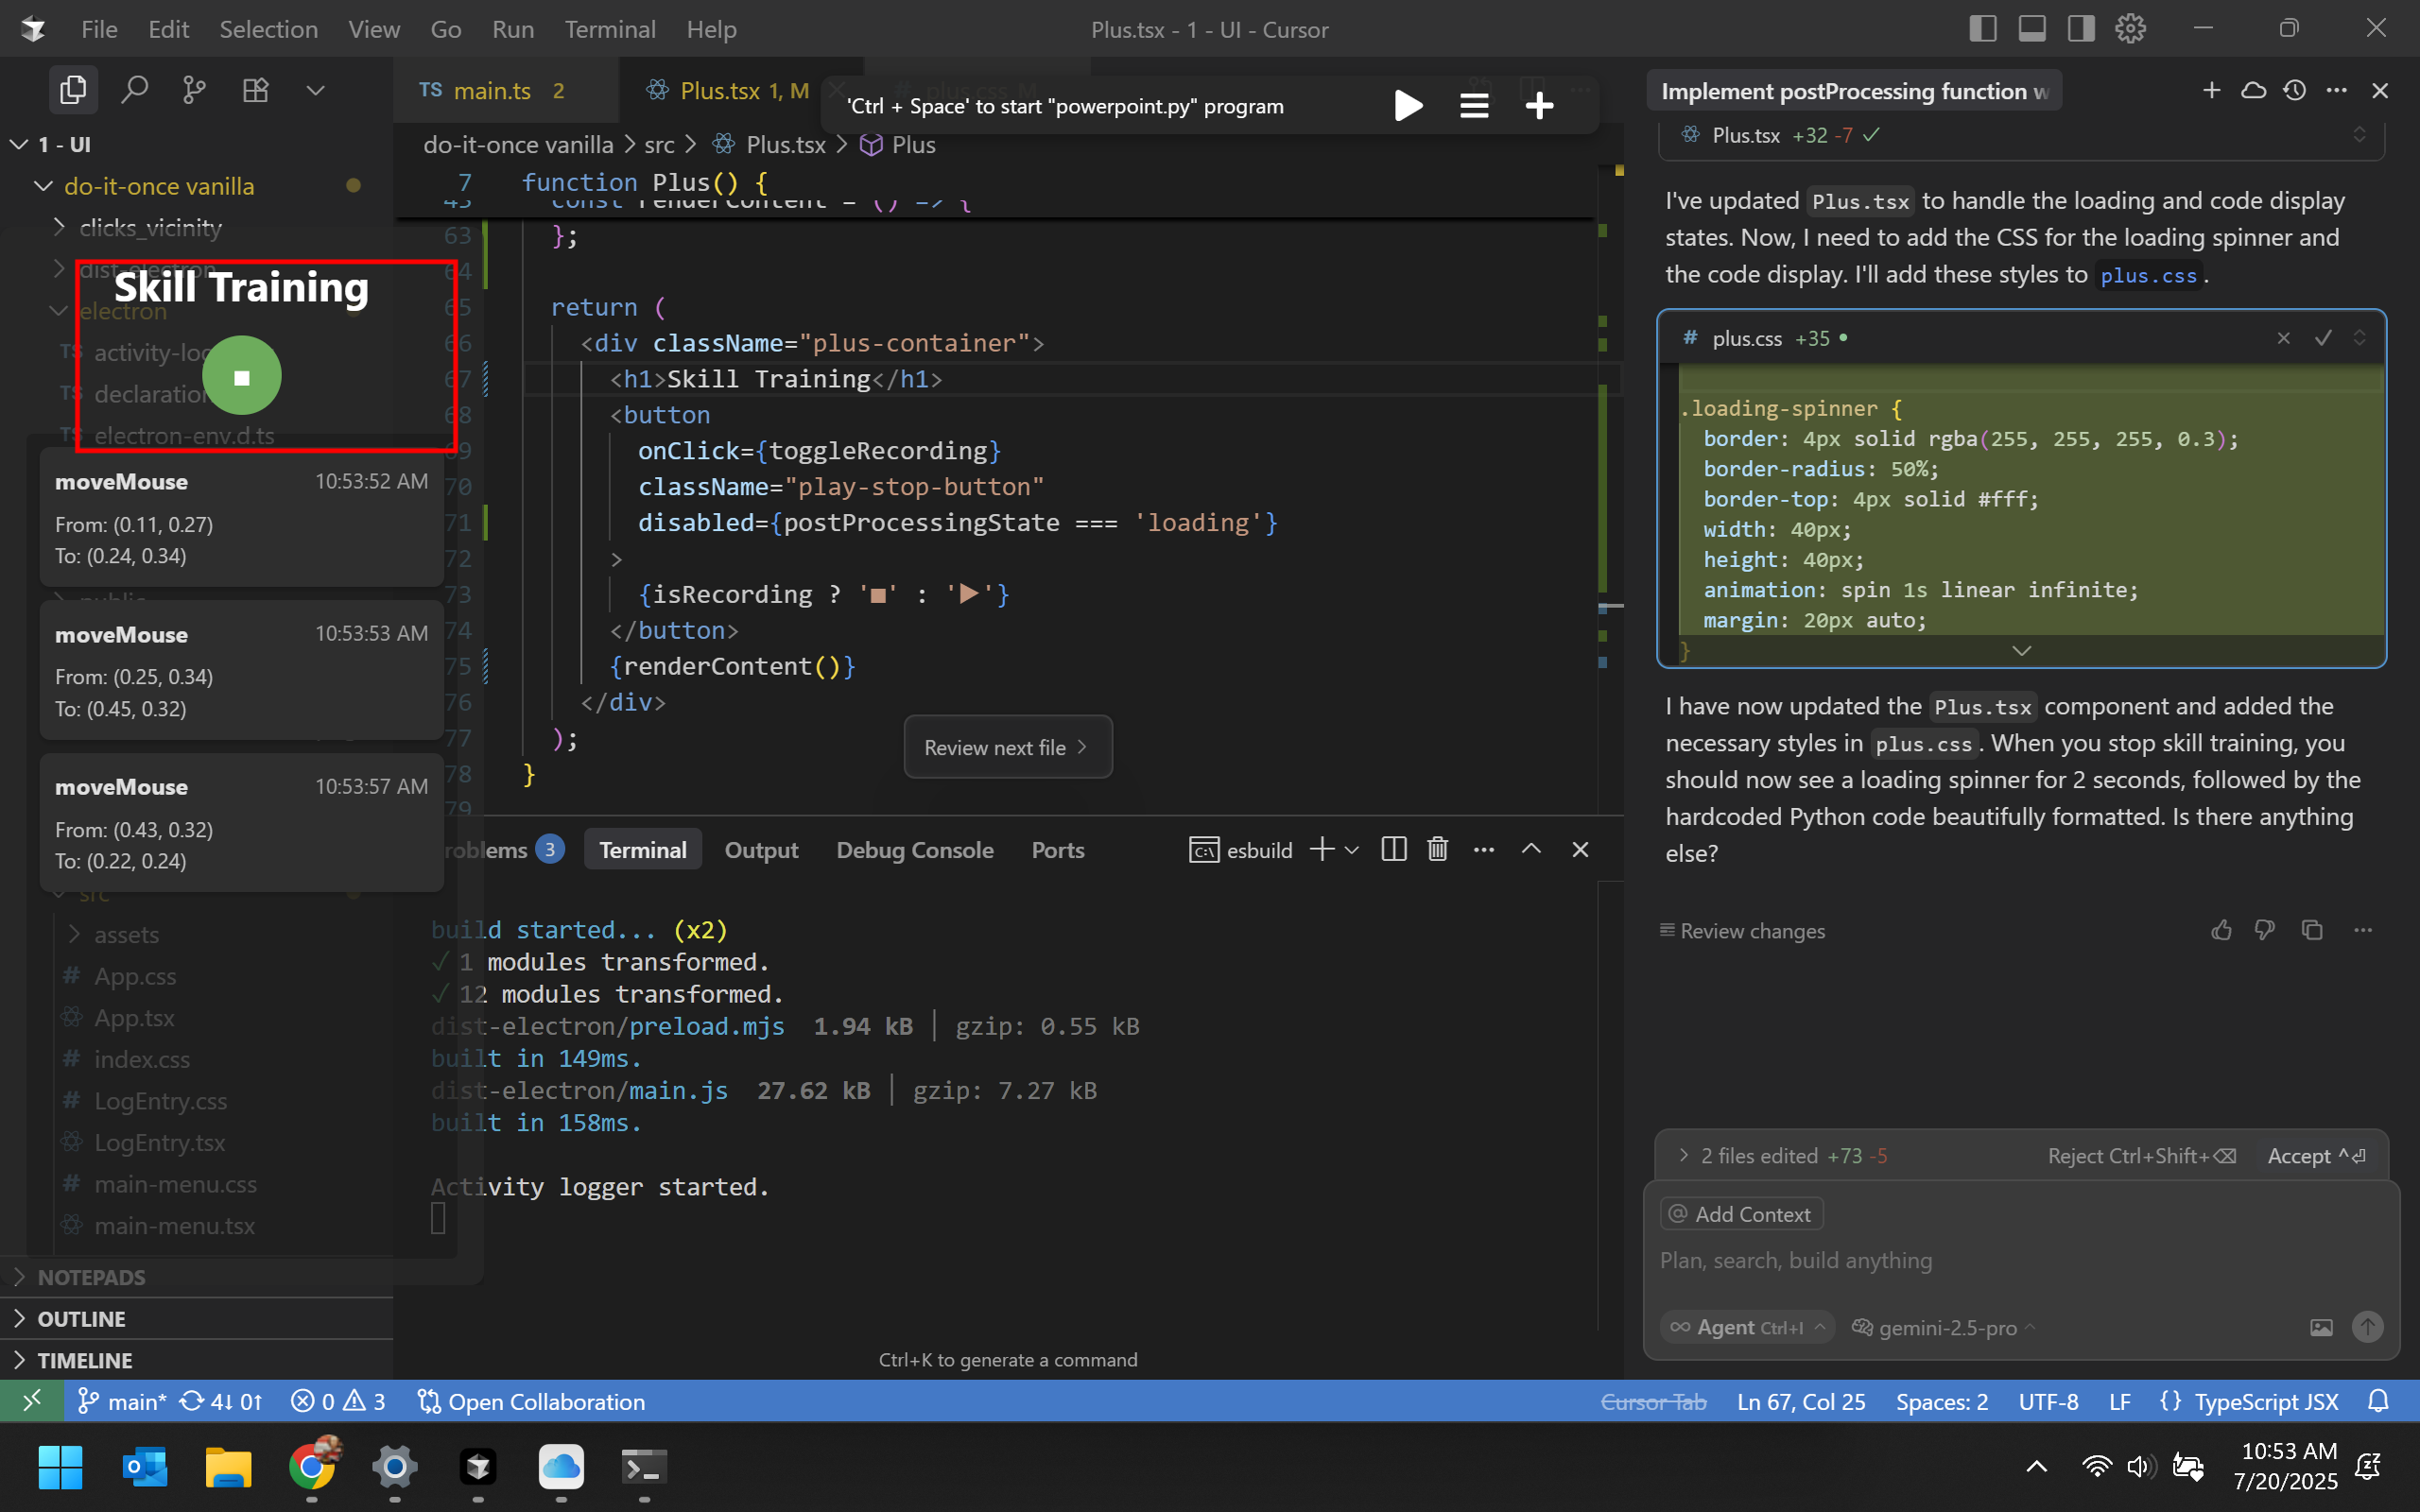 File Edit Selection View Go Run Terminal Help
Plus.tsx - 1 - UI - Cursor
1 - UI
do-it-once vanilla
clicks_vicinity
dist-electron
electron
activity-loc
declaration
electron-env.d.ts
Skill Training
moveMouse 10:53:52 AM
From: (0.11, 0.27)
To: (0.24, 0.34)
public
moveMouse 10:53:53 AM
From: (0.25, 0.34)
To: (0.45, 0.32)
moveMouse 10:53:57 AM
From: (0.43, 0.32)
To: (0.22, 0.24)
src
assets
# App.css
App.tsx
# index.css
# LogEntry.css
LogEntry.tsx
# main-menu.css
main-menu.tsx
NOTEPADS
OUTLINE
TIMELINE
TS main.ts 2
Plus.tsx 1, M
# plus.css M
'Ctrl + Space' to start "powerpoint.py" program
do-it-once vanilla > src > Plus.tsx > Plus
7 function Plus() {
45 const renderContent = () => {
63 };
64
65 return (
66 <div className="plus-container">
67 <h1>Skill Training</h1>
68 <button
69 onClick={toggleRecording}
70 className="play-stop-button"
71 disabled={postProcessingState === 'loading'}
72 >
73 {isRecording ? '■' : '▶'}
74 </button>
75 {renderContent()}
76 </div>
77 );
78 }
79
Review next file >
roblems 3 Terminal Output Debug Console Ports
esbuild
build started... (x2)
✓ 1 modules transformed.
✓ 12 modules transformed.
dist-electron/preload.mjs 1.94 kB │ gzip: 0.55 kB
built in 149ms.
dist-electron/main.js 27.62 kB │ gzip: 7.27 kB
built in 158ms.
Activity logger started.
Ctrl+K to generate a command
Implement postProcessing function w
Plus.tsx +32 -7 ✓
I've updated Plus.tsx to handle the loading and code display
states. Now, I need to add the CSS for the loading spinner and
the code display. I'll add these styles to plus.css.
# plus.css +35 •
.loading-spinner {
border: 4px solid rgba(255, 255, 255, 0.3);
border-radius: 50%;
border-top: 4px solid #fff;
width: 40px;
height: 40px;
animation: spin 1s linear infinite;
margin: 20px auto;
}
I have now updated the Plus.tsx component and added the
necessary styles in plus.css. When you stop skill training, you
should now see a loading spinner for 2 seconds, followed by the
hardcoded Python code beautifully formatted. Is there anything
else?
Review changes
> 2 files edited +73 -5 Reject Ctrl+Shift+⌫ Accept ^⏎
@ Add Context
Plan, search, build anything
∞ Agent Ctrl+I gemini-2.5-pro
main* 4↓ 0↑ 0 3 Open Collaboration
Cursor Tab Ln 67, Col 25 Spaces: 2 UTF-8 LF {} TypeScript JSX
10:53 AM
7/20/2025